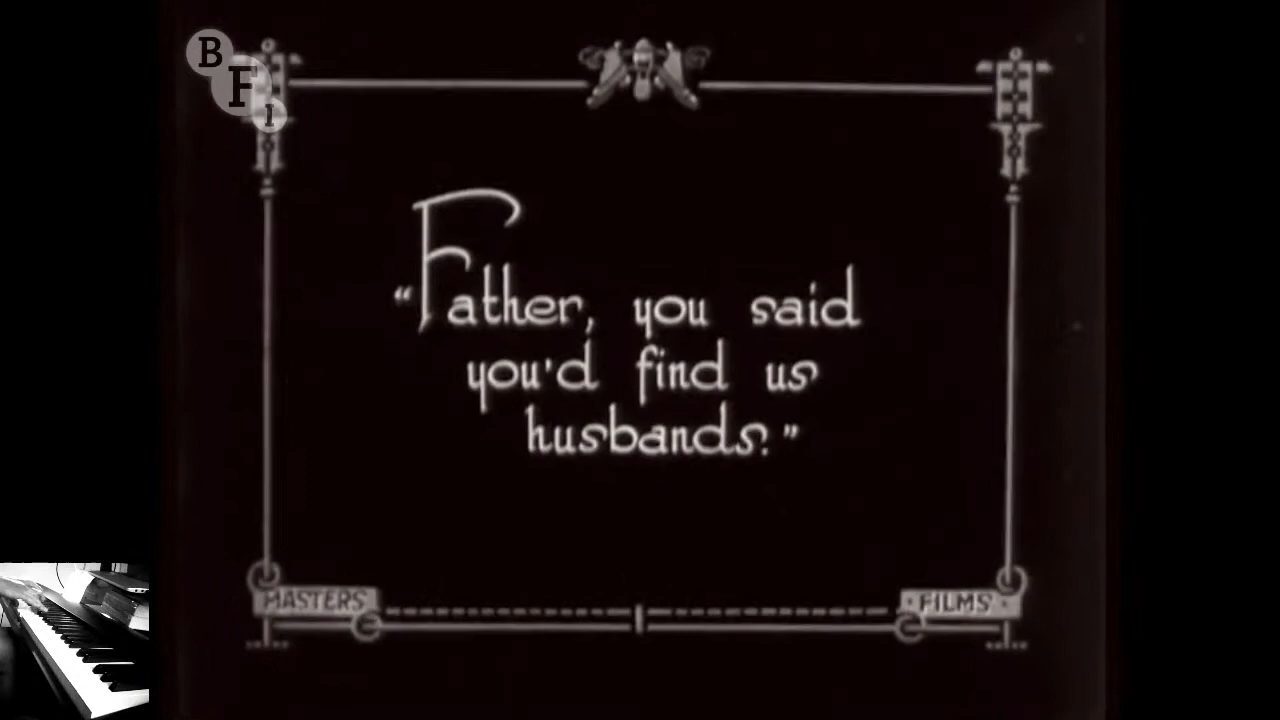 BFI
"Father, you said
you'd find us
husbands."
MASTERS
FILMS